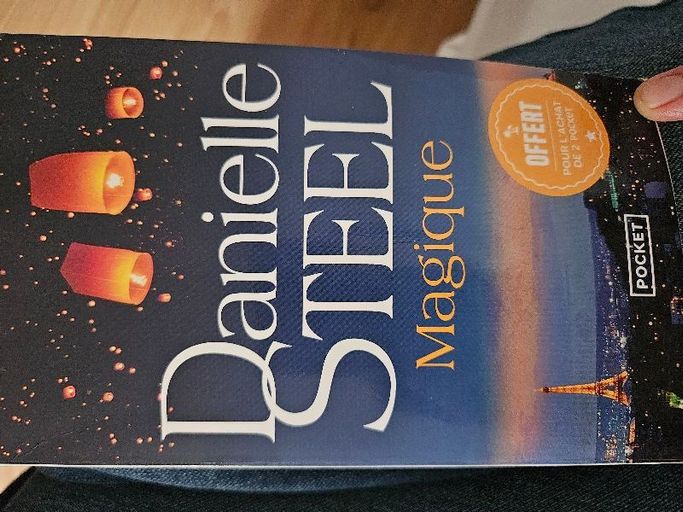 Danielle
STEEL
Magique
OFFERT
POUR L'ACHAT
DE 2 POCKET
POCKET